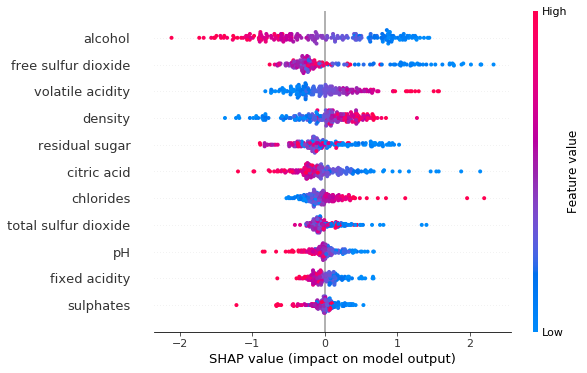 High
alcohol
free sulfur dioxide
volatile acidity
density
residual sugar
citric acid
chlorides
total sulfur dioxide
pH
fixed acidity
sulphates
Feature value
Low
−2 −1 0 1 2
SHAP value (impact on model output)